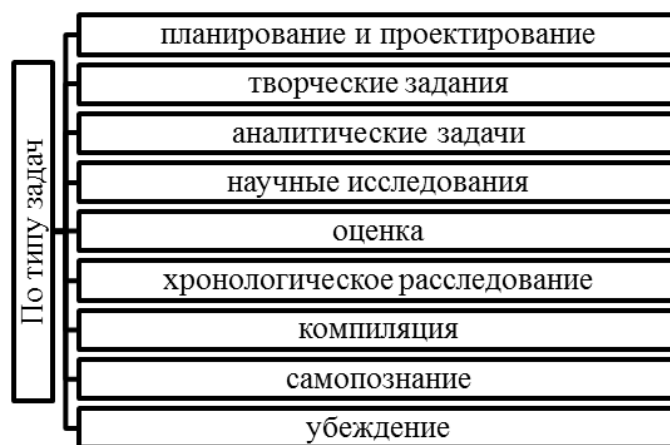 По типу задач
планирование и проектирование
творческие задания
аналитические задачи
научные исследования
оценка
хронологическое расследование
компиляция
самопознание
убеждение